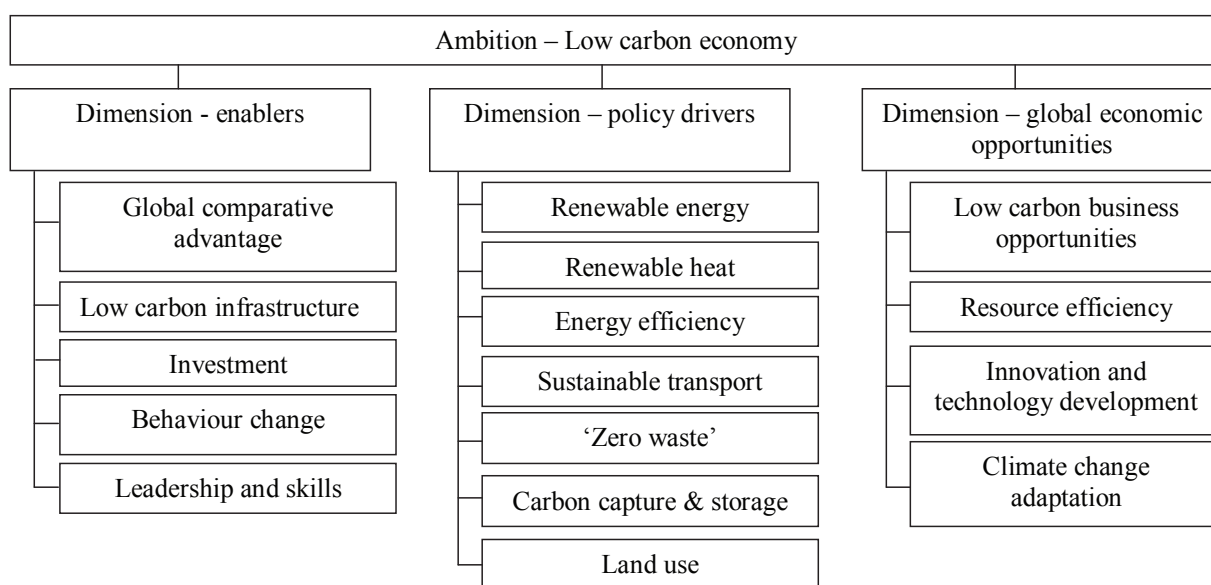 Ambition – Low carbon economy
Dimension - enablers
Global comparative
advantage
Low carbon infrastructure
Investment
Behaviour change
Leadership and skills
Dimension – policy drivers
Renewable energy
Renewable heat
Energy efficiency
Sustainable transport
‘Zero waste’
Carbon capture & storage
Land use
Dimension – global economic
opportunities
Low carbon business
opportunities
Resource efficiency
Innovation and
technology development
Climate change
adaptation